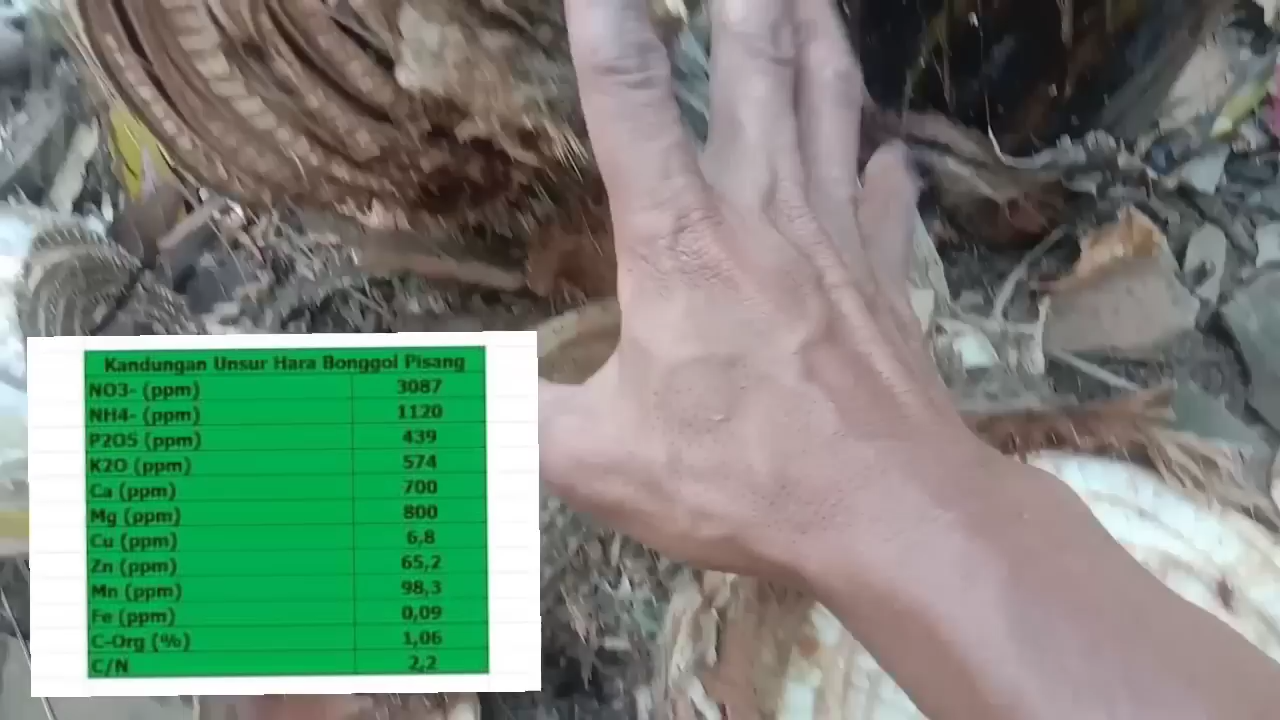 Kandungan Unsur Hara Bonggol Pisang
NO3- (ppm) 3087
NH4- (ppm) 1120
P2O5 (ppm) 439
K2O (ppm) 574
Ca (ppm) 700
Mg (ppm) 800
Cu (ppm) 6,8
Zn (ppm) 65,2
Mn (ppm) 98,3
Fe (ppm) 0,09
C-Org (%) 1,06
C/N 2,2